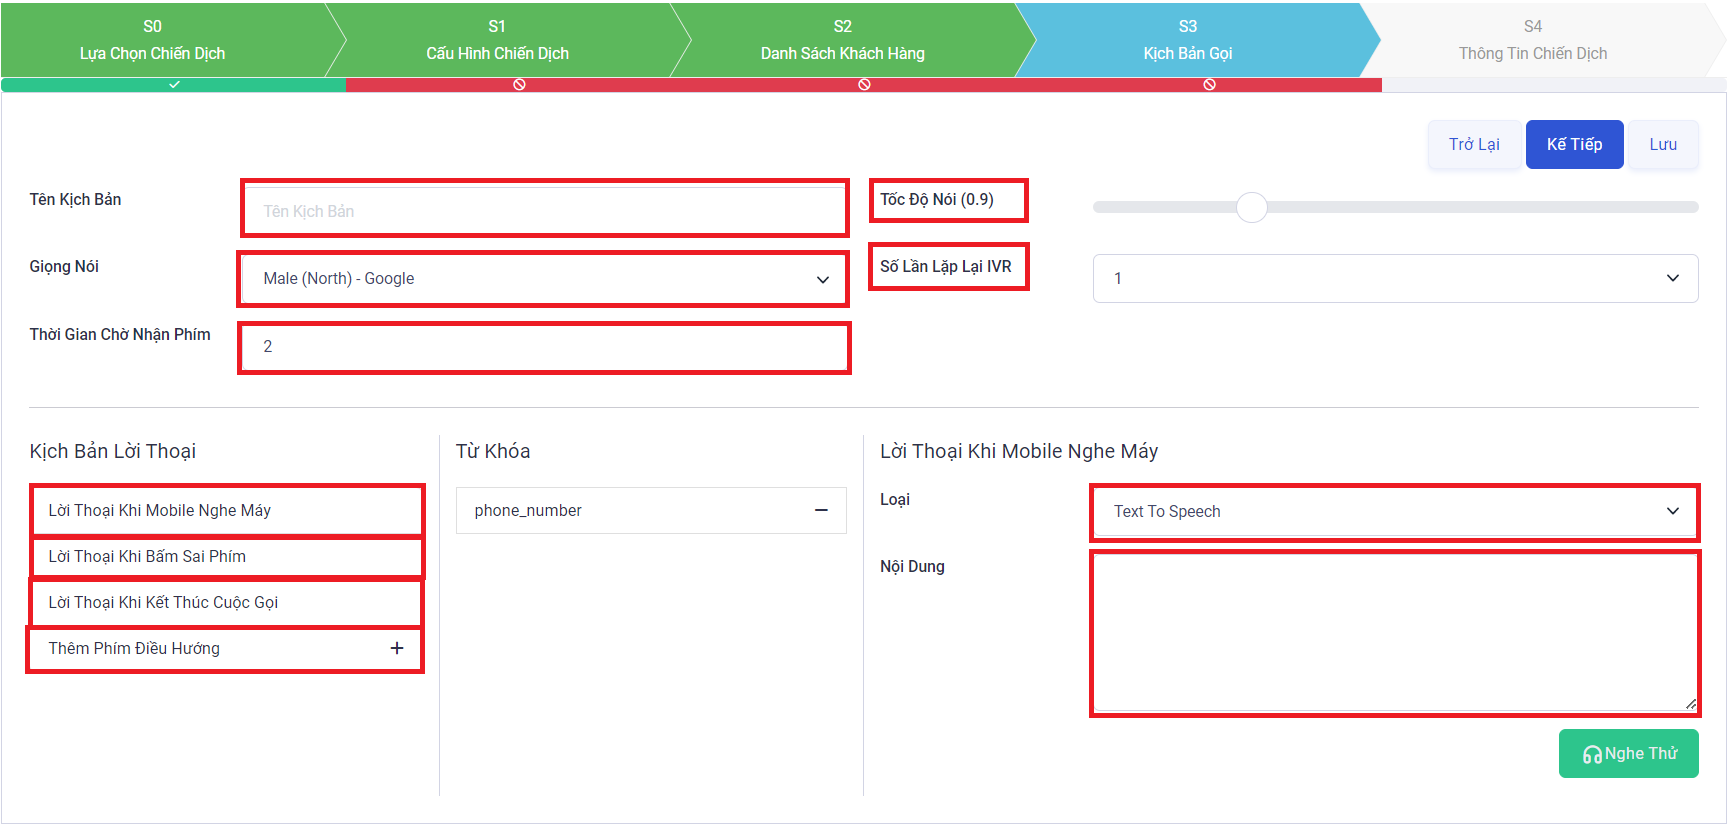 S0
Lựa Chọn Chiến Dịch
S1
Cấu Hình Chiến Dịch
S2
Danh Sách Khách Hàng
S3
Kịch Bản Gọi
S4
Thông Tin Chiến Dịch
Trở Lại
Kế Tiếp
Lưu
Tên Kịch Bản
Tên Kịch Bản
Tốc Độ Nói (0.9)
Giọng Nói
Male (North) - Google
Số Lần Lặp Lại IVR
1
Thời Gian Chờ Nhận Phím
2
Kịch Bản Lời Thoại
Lời Thoại Khi Mobile Nghe Máy
Lời Thoại Khi Bấm Sai Phím
Lời Thoại Khi Kết Thúc Cuộc Gọi
Thêm Phím Điều Hướng
Từ Khóa
phone_number
Lời Thoại Khi Mobile Nghe Máy
Loại
Text To Speech
Nội Dung
Nghe Thử